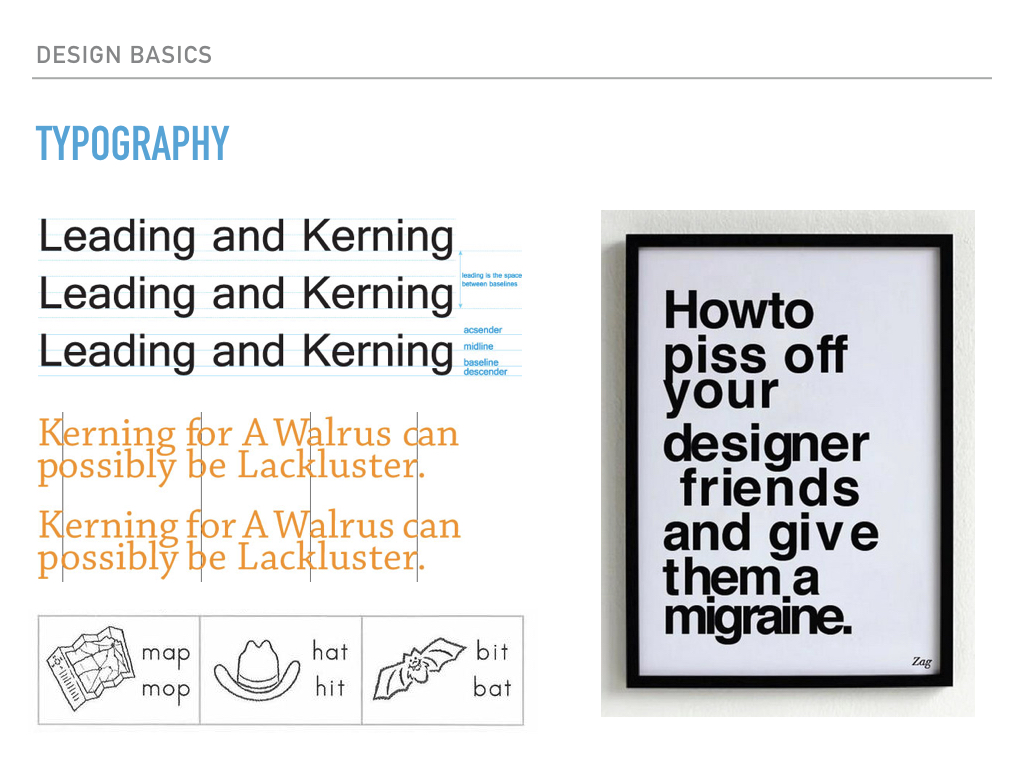 DESIGN BASICS
TYPOGRAPHY
Leading and Kerning
Leading and Kerning
Leading and Kerning
leading is the space
between baselines
acsender
midline
baseline
descender
Kerning for A Walrus can
possibly be Lackluster.
Kerning for A Walrus can
possibly be Lackluster.
map
mop
hat
hit
bit
bat
Howto
piss off
your
designer
friends
and give
them a
migraine.
Zag